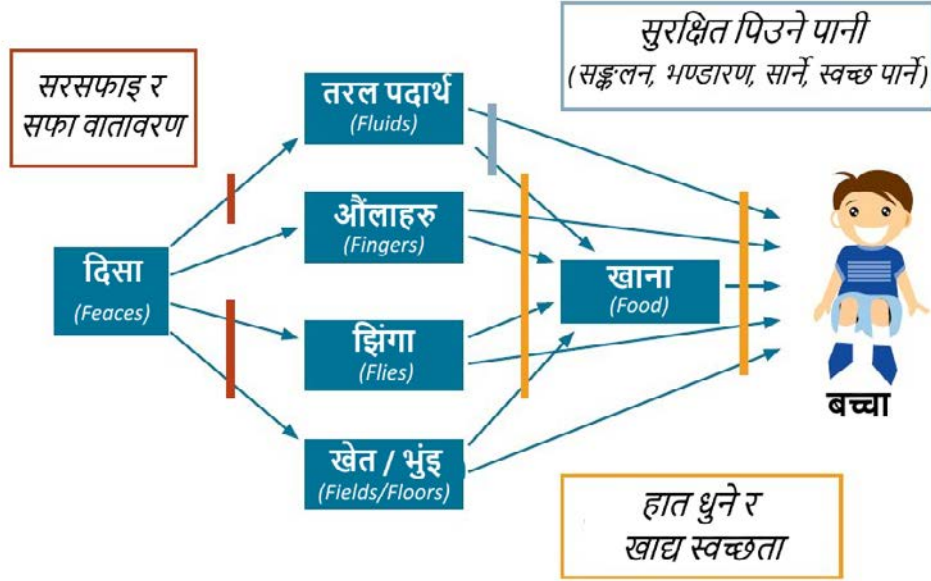 सरसफाइ र
सफा वातावरण
सुरक्षित पिउने पानी
(सङ्कलन, भण्डारण, सार्ने, स्वच्छ पार्ने)
तरल पदार्थ
(Fluids)
औंलाहरु
(Fingers)
दिसा
(Feaces)
खाना
(Food)
झिंगा
(Flies)
बच्चा
खेत / भुंइ
(Fields/Floors)
हात धुने र
खाद्य स्वच्छता